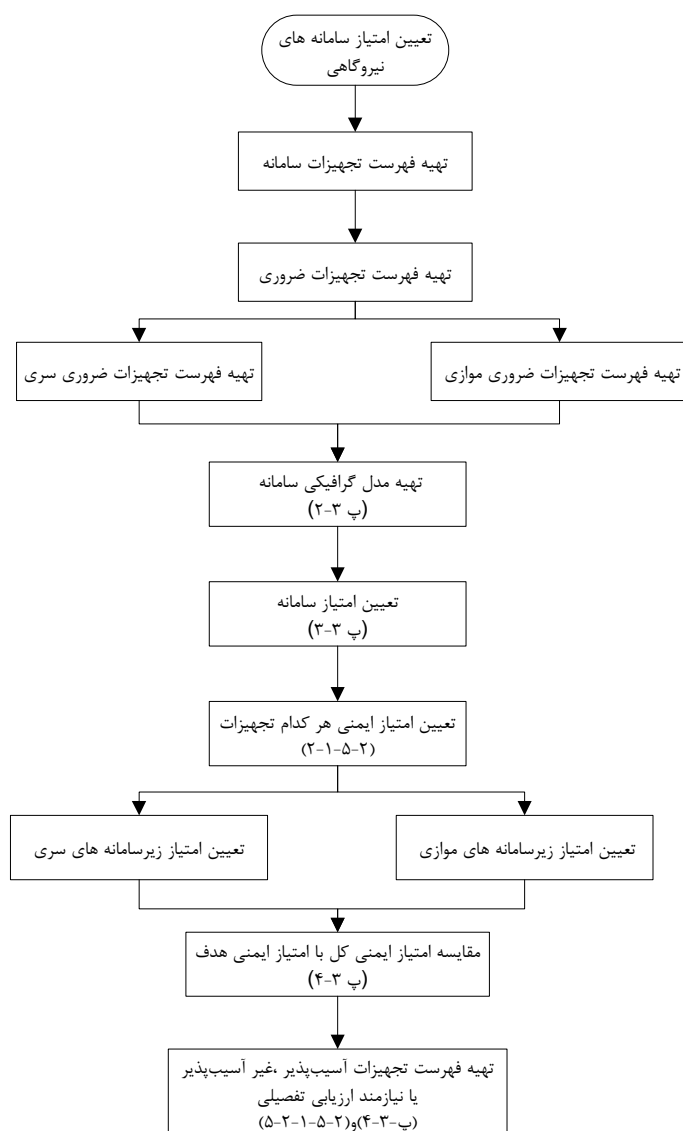 تعیین امتیاز سامانه های
نیروگاهی
تهیه فهرست تجهیزات سامانه
تهیه فهرست تجهیزات ضروری
تهیه فهرست تجهیزات ضروری موازی
تهیه فهرست تجهیزات ضروری سری
تهیه مدل گرافیکی سامانه
(پ ۳-۲)
تعیین امتیاز سامانه
(پ ۳-۳)
تعیین امتیاز ایمنی هر کدام تجهیزات
(۲-۱-۵-۲)
تعیین امتیاز زیرسامانه های موازی
تعیین امتیاز زیرسامانه های سری
مقایسه امتیاز ایمنی کل با امتیاز ایمنی هدف
(پ ۳-۴)
تهیه فهرست تجهیزات آسیب‌پذیر ،غیر آسیب‌پذیر
یا نیازمند ارزیابی تفصیلی
(پ-۳-۴)و(۲-۵-۱-۲-۵)